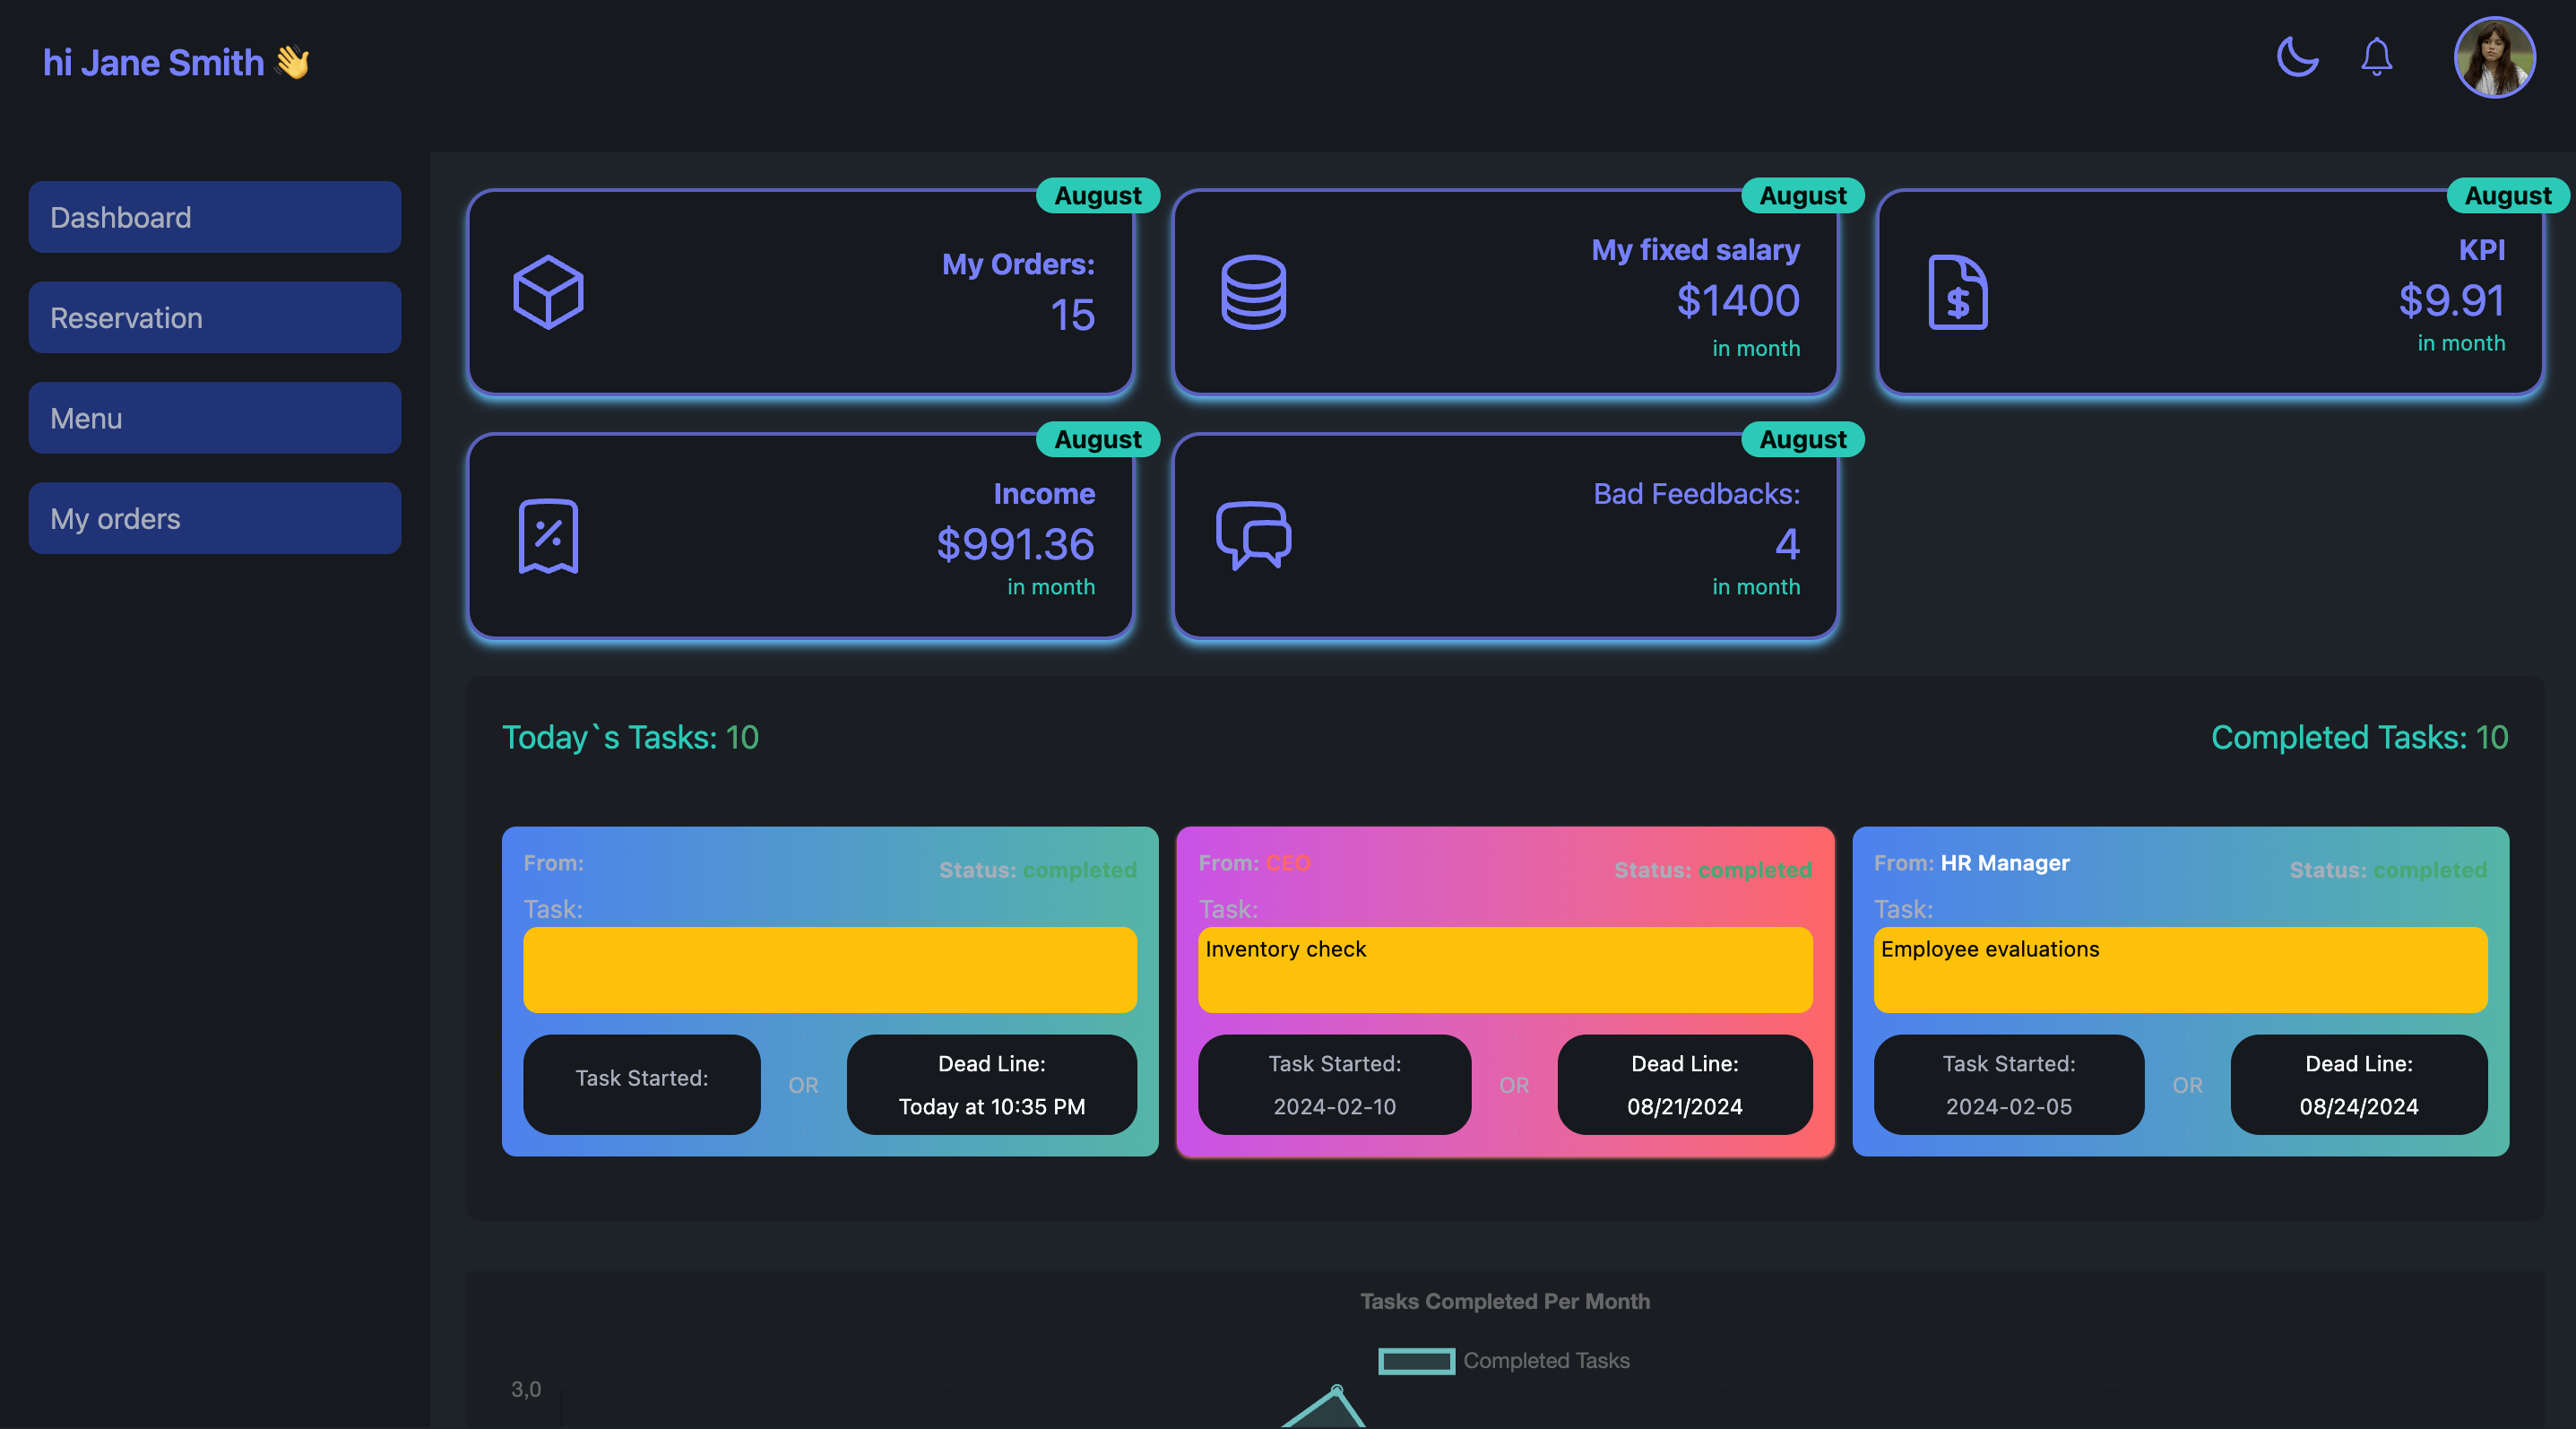 hi Jane Smith 👋
Dashboard
Reservation
Menu
My orders
August
My Orders:
15
August
My fixed salary
$1400
in month
August
KPI
$9.91
in month
August
Income
$991.36
in month
August
Bad Feedbacks:
4
in month
Today`s Tasks: 10
Completed Tasks: 10
From:
Status: completed
Task:
Task Started:
OR
Dead Line:
Today at 10:35 PM
From: CEO
Status: completed
Task:
Inventory check
Task Started:
2024-02-10
OR
Dead Line:
08/21/2024
From: HR Manager
Status: completed
Task:
Employee evaluations
Task Started:
2024-02-05
OR
Dead Line:
08/24/2024
Tasks Completed Per Month
Completed Tasks
3,0